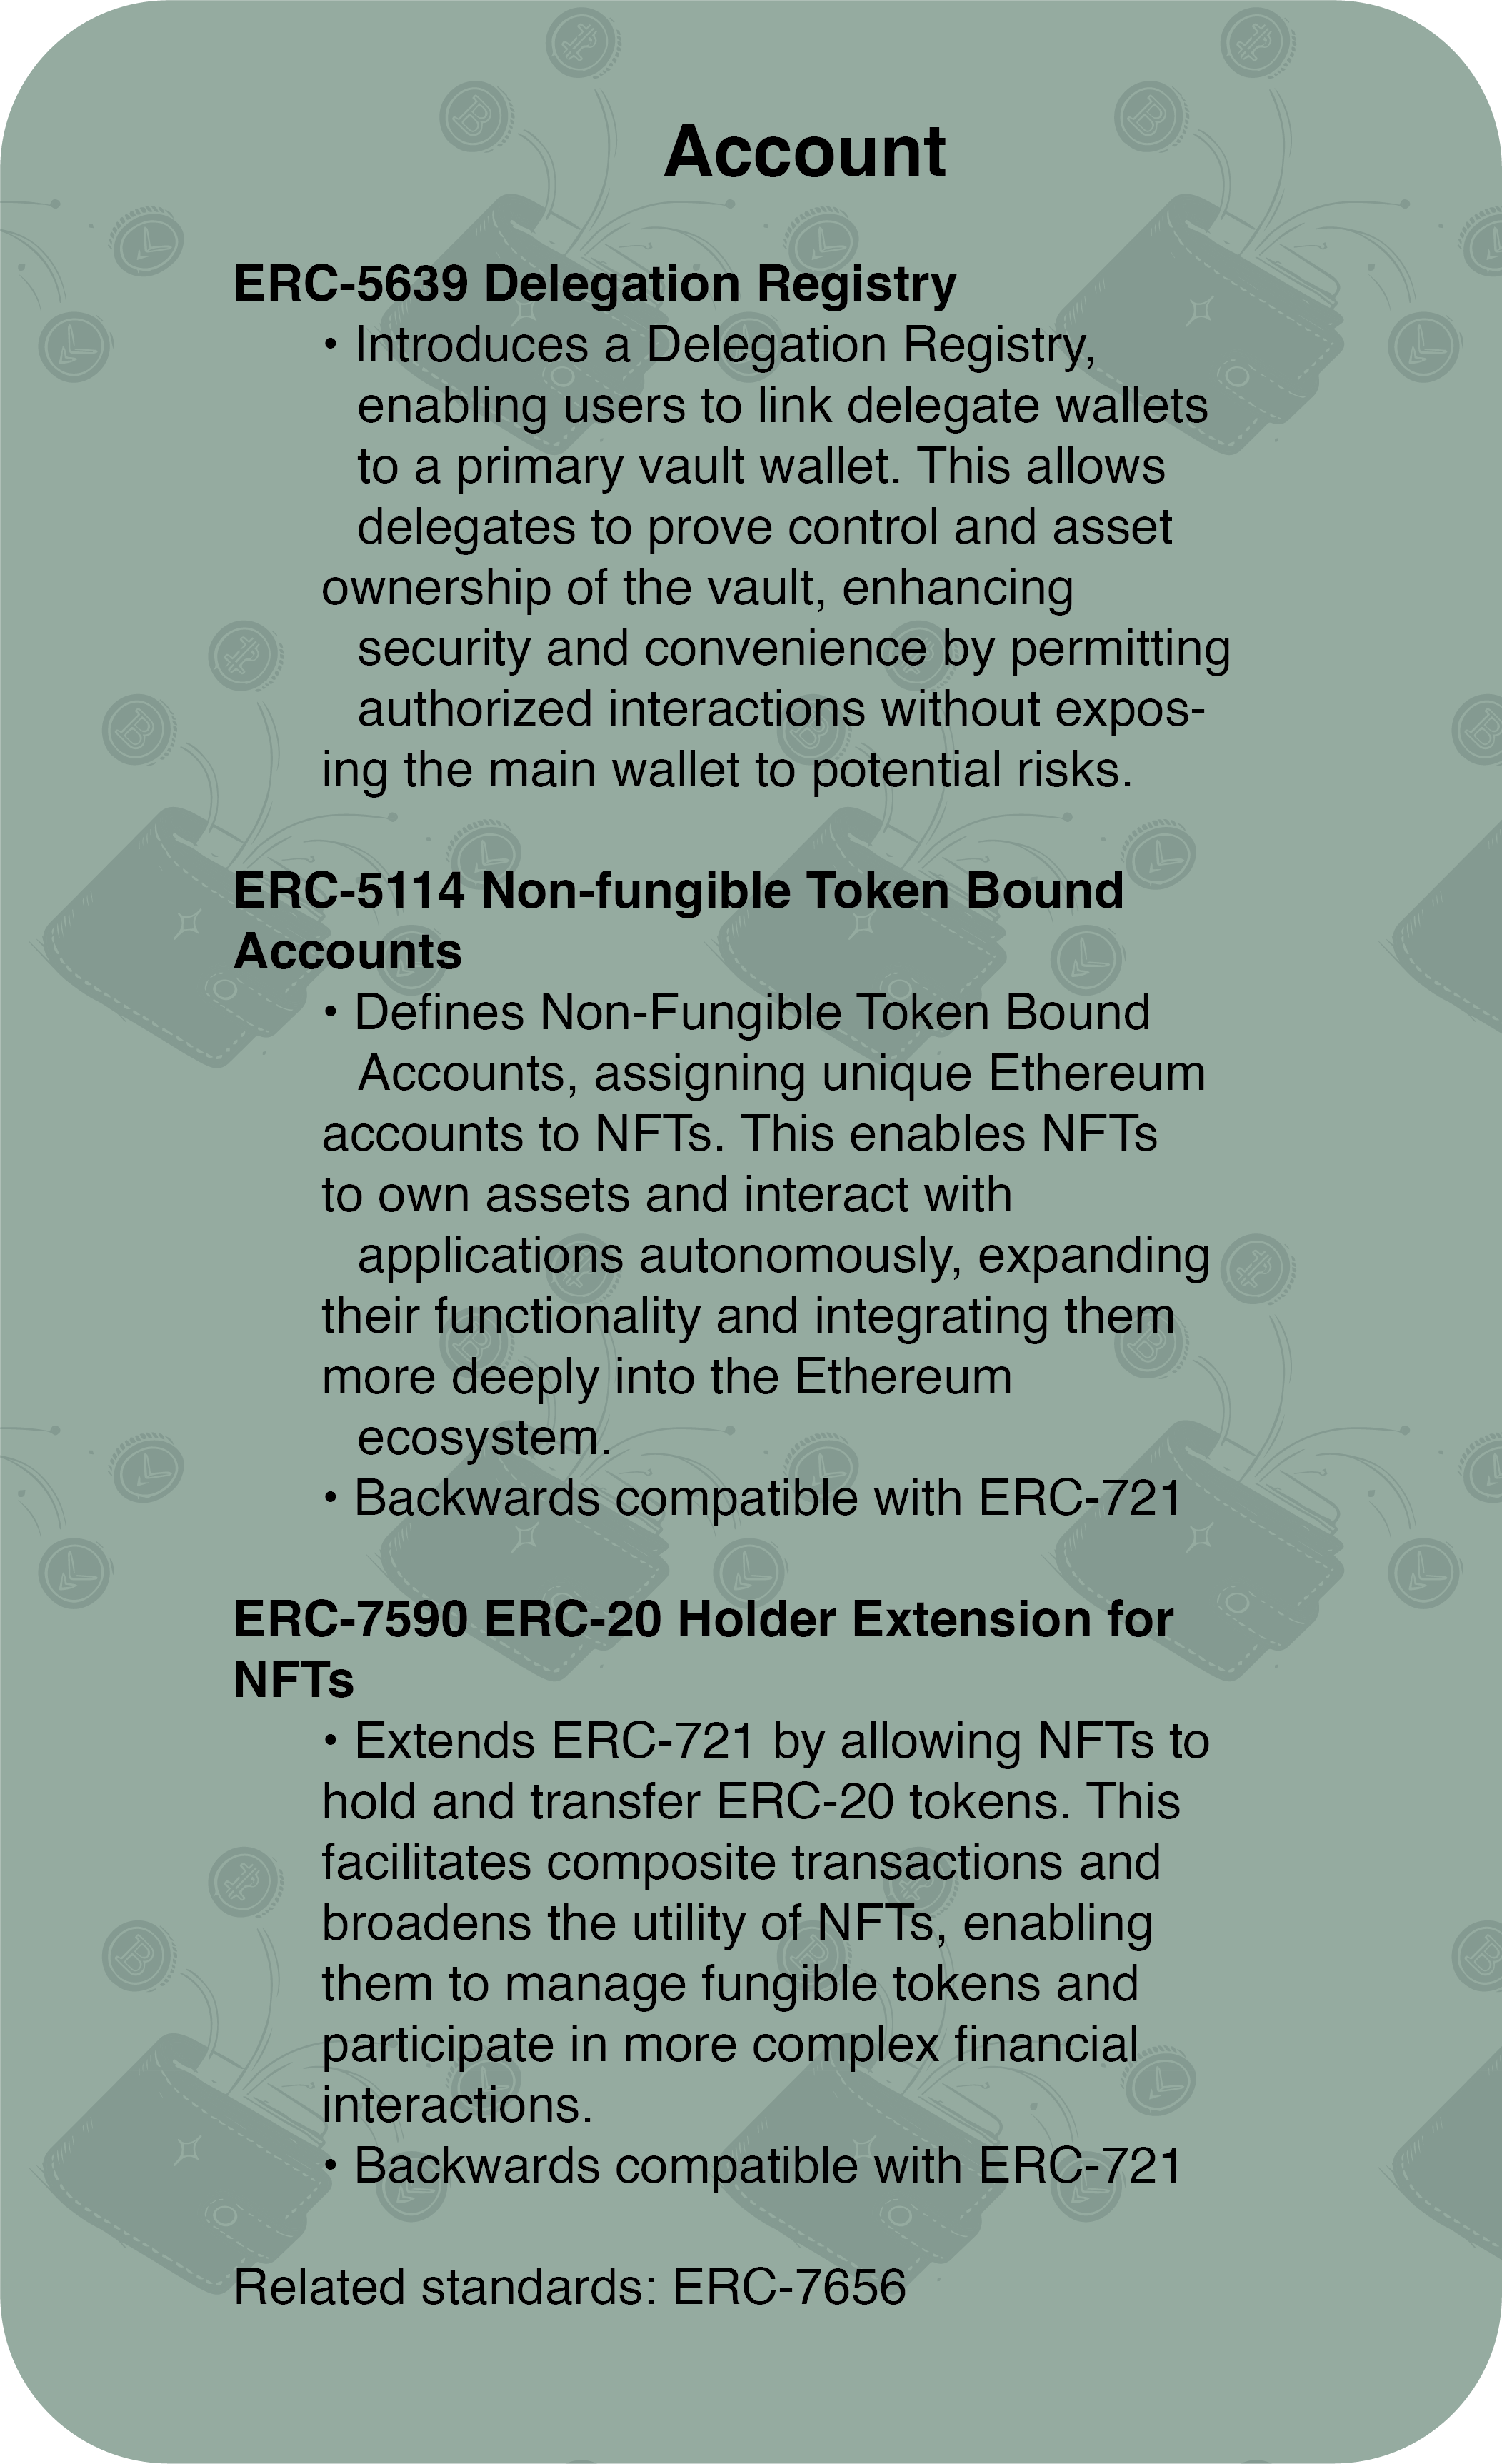 Account
ERC-5639 Delegation Registry
• Introduces a Delegation Registry,
enabling users to link delegate wallets
to a primary vault wallet. This allows
delegates to prove control and asset
ownership of the vault, enhancing
security and convenience by permitting
authorized interactions without expos-
ing the main wallet to potential risks.
ERC-5114 Non-fungible Token Bound
Accounts
• Defines Non-Fungible Token Bound
Accounts, assigning unique Ethereum
accounts to NFTs. This enables NFTs
to own assets and interact with
applications autonomously, expanding
their functionality and integrating them
more deeply into the Ethereum
ecosystem.
• Backwards compatible with ERC-721
ERC-7590 ERC-20 Holder Extension for
NFTs
• Extends ERC-721 by allowing NFTs to
hold and transfer ERC-20 tokens. This
facilitates composite transactions and
broadens the utility of NFTs, enabling
them to manage fungible tokens and
participate in more complex financial
interactions.
• Backwards compatible with ERC-721
Related standards: ERC-7656